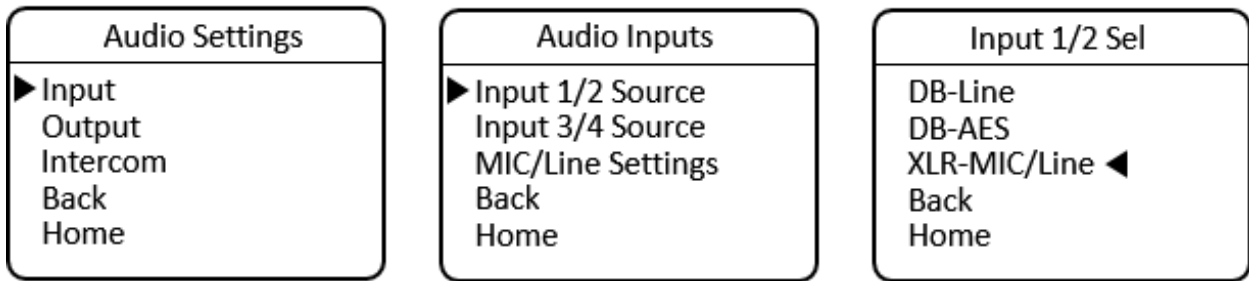 Audio Settings
Input
Output
Intercom
Back
Home
Audio Inputs
Input 1/2 Source
Input 3/4 Source
MIC/Line Settings
Back
Home
Input 1/2 Sel
DB-Line
DB-AES
XLR-MIC/Line
Back
Home